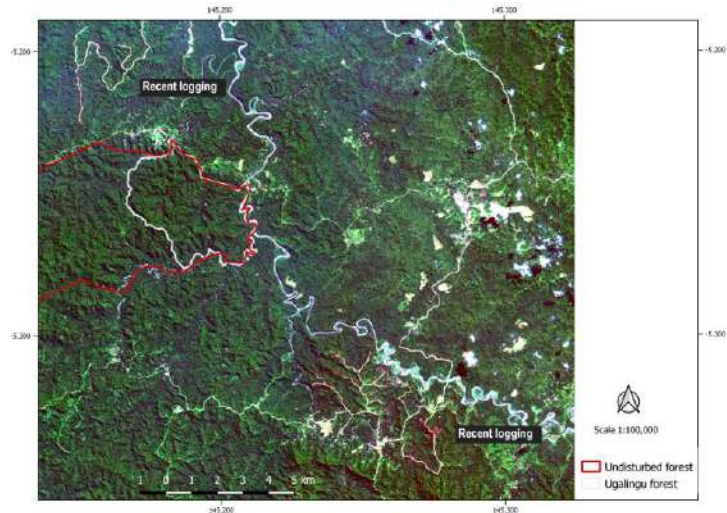 145.200 145.300
-5.200 -5.200
Recent logging
-5.300 -5.300
Scale 1:100,000
Recent logging
Undisturbed forest
1 0 1 2 3 4 5 km
Ugalingu forest
145.200 145.300